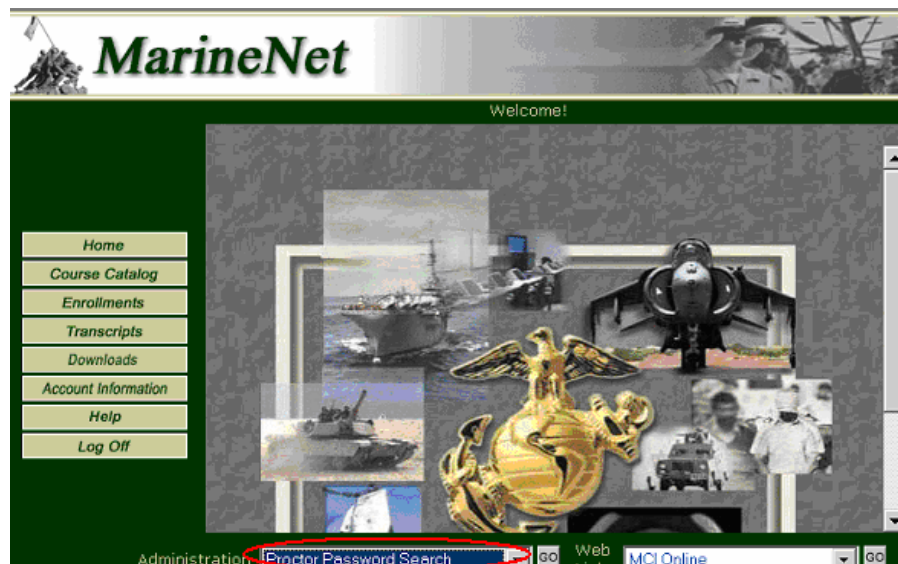 MarineNet
Welcome!
Home
Course Catalog
Enrollments
Transcripts
Downloads
Account Information
Help
Log Off
Administration Proctor Password Search GO Web MCI Online GO